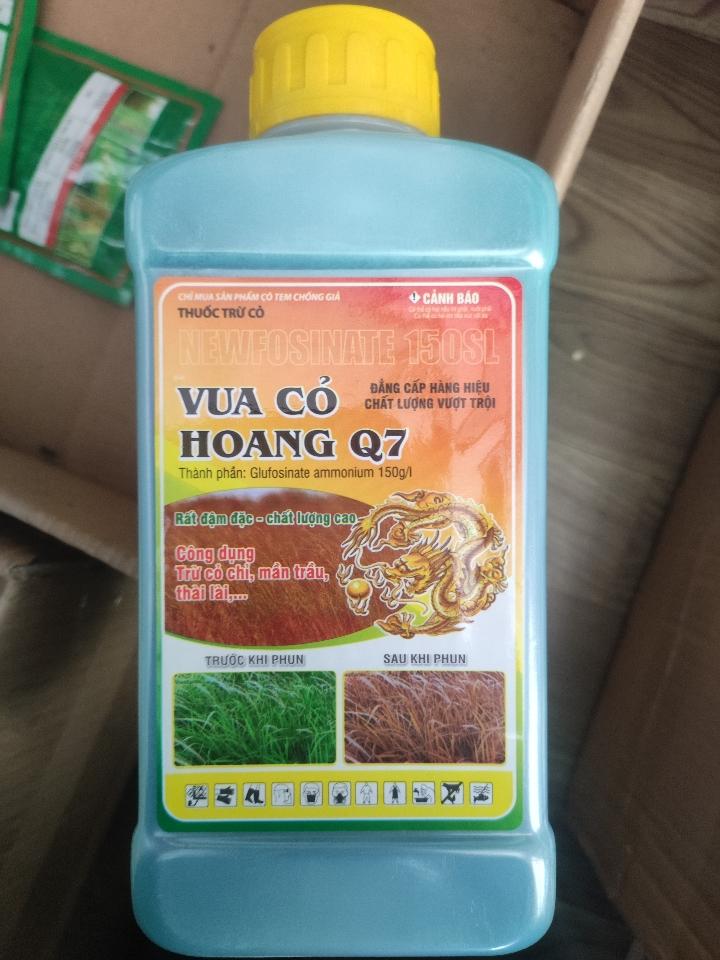 CHỈ MUA SẢN PHẨM CÓ TEM CHỐNG GIẢ
CẢNH BÁO
THUỐC TRỪ CỎ
NEWFOSINATE 150SL
VUA CỎ
HOANG Q7
ĐẲNG CẤP HÀNG HIỆU
CHẤT LƯỢNG VƯỢT TRỘI
Thành phần: Glufosinate ammonium 150g/l
Rất đậm đặc - chất lượng cao
Công dụng
Trừ cỏ chỉ, mần trầu,
thài lài,...
TRƯỚC KHI PHUN
SAU KHI PHUN